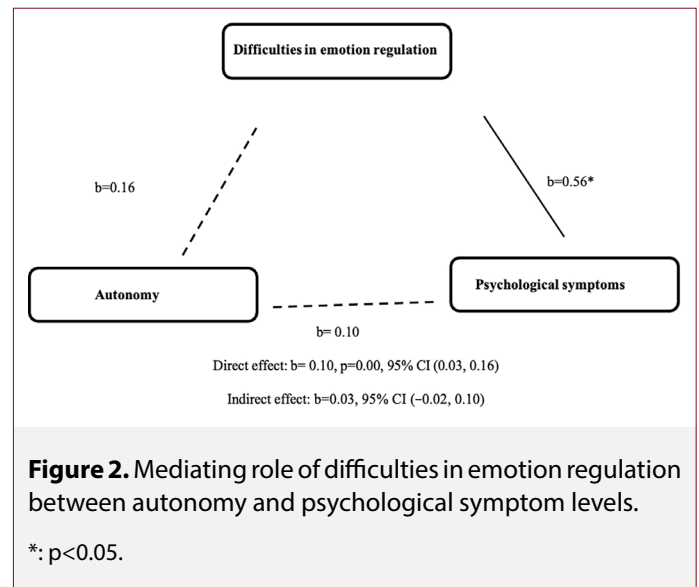 Difficulties in emotion regulation
b=0.16
b=0.56*
Autonomy
Psychological symptoms
b= 0.10
Direct effect: b= 0.10, p=0.00, 95% CI (0.03, 0.16)
Indirect effect: b=0.03, 95% CI (−0.02, 0.10)
Figure 2. Mediating role of difficulties in emotion regulation
between autonomy and psychological symptom levels.
*: p<0.05.